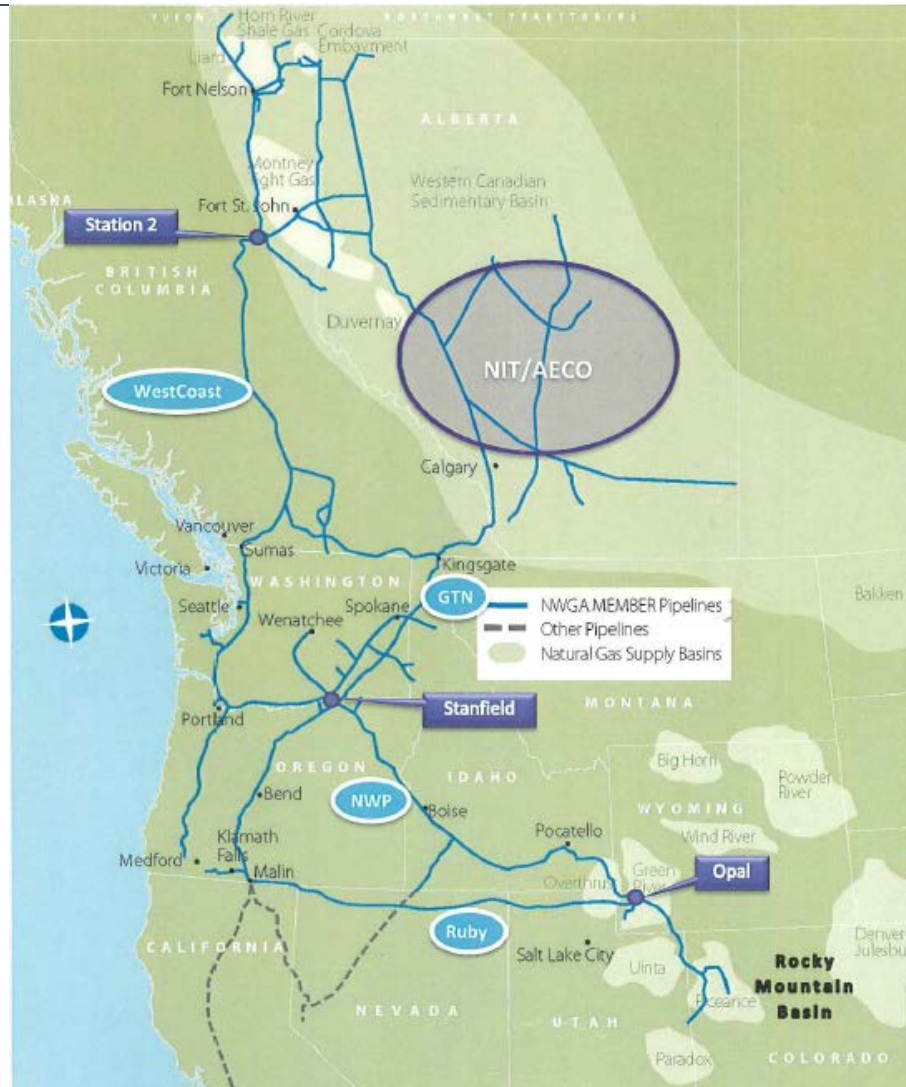 YUKON
NORTHWEST TERRITORIES
Horn River
Shale Gas
Cordova
Embayment
Liard
Fort Nelson
ALBERTA
Montney
Tight Gas
Western Canadian
Sedimentary Basin
ALASKA
Fort St. John
Station 2
BRITISH
COLUMBIA
Duvernay
NIT/AECO
WestCoast
Calgary
Vancouver
Sumas
Kingsgate
Victoria
WASHINGTON
GTN
Bakken
Seattle
Spokane
Wenatchee
NWGA MEMBER Pipelines
Other Pipelines
Natural Gas Supply Basins
Stanfield
MONTANA
Portland
Big Horn
Powder
River
OREGON
IDAHO
NWP
Bend
Boise
WYOMING
Wind River
Pocatello
Klamath
Falls
Medford
Malin
Overthrust
Green
River
Opal
CALIFORNIA
Ruby
Salt Lake City
Uinta
Piceance
Denver
Julesbu
Rocky
Mountain
Basin
NEVADA
UTAH
Paradox
COLORADO